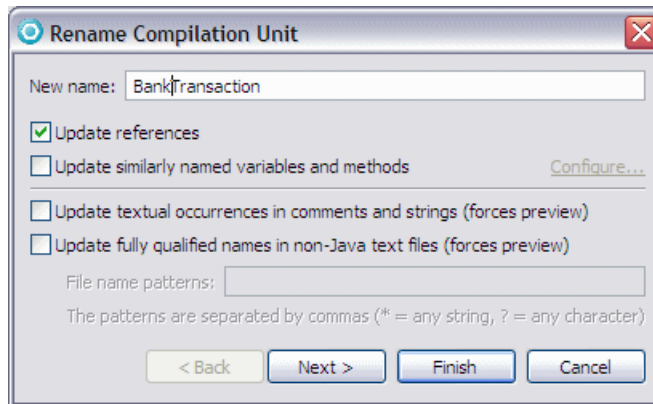 Rename Compilation Unit
New name: BankTransaction
Update references
Update similarly named variables and methods Configure...
Update textual occurrences in comments and strings (forces preview)
Update fully qualified names in non-Java text files (forces preview)
File name patterns:
The patterns are separated by commas (* = any string, ? = any character)
< Back Next > Finish Cancel